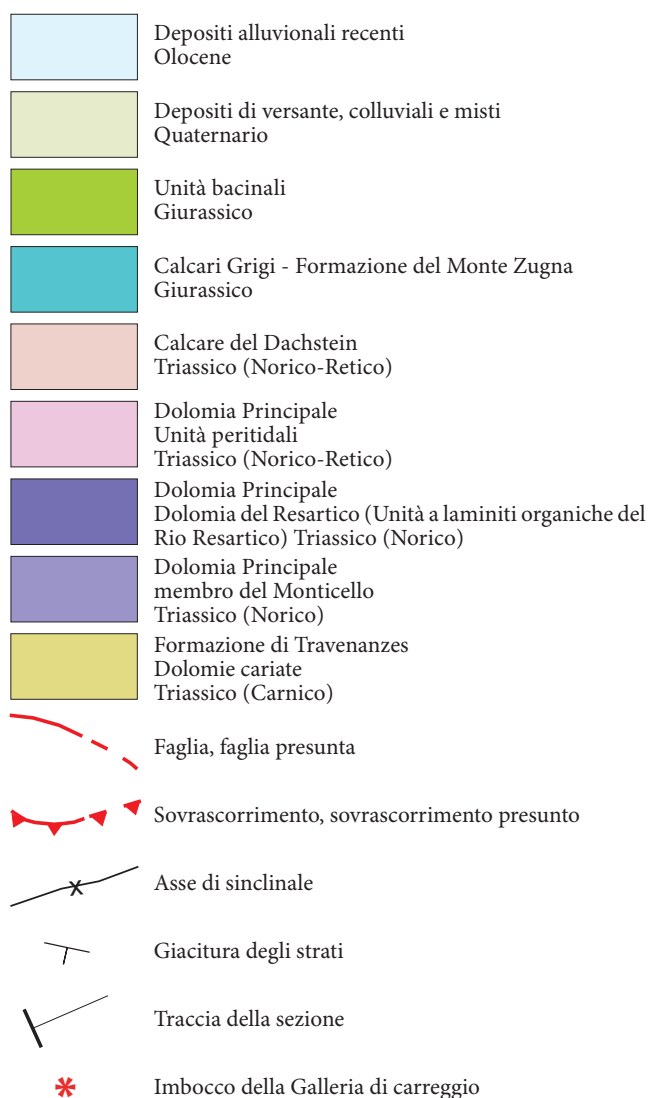 Depositi alluvionali recenti
Olocene
Depositi di versante, colluviali e misti
Quaternario
Unità bacinali
Giurassico
Calcari Grigi - Formazione del Monte Zugna
Giurassico
Calcare del Dachstein
Triassico (Norico-Retico)
Dolomia Principale
Unità peritidali
Triassico (Norico-Retico)
Dolomia Principale
Dolomia del Resartico (Unità a laminiti organiche del
Rio Resartico) Triassico (Norico)
Dolomia Principale
membro del Monticello
Triassico (Norico)
Formazione di Travenanzes
Dolomie cariate
Triassico (Carnico)
Faglia, faglia presunta
Sovrascorrimento, sovrascorrimento presunto
Asse di sinclinale
Giacitura degli strati
Traccia della sezione
Imbocco della Galleria di carreggio